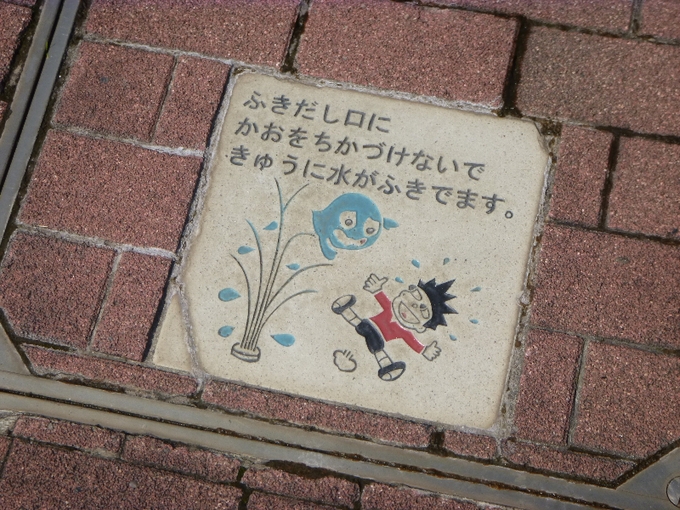 ふきだし口に
かおをちかづけないで
きゅうに水がふきでます。